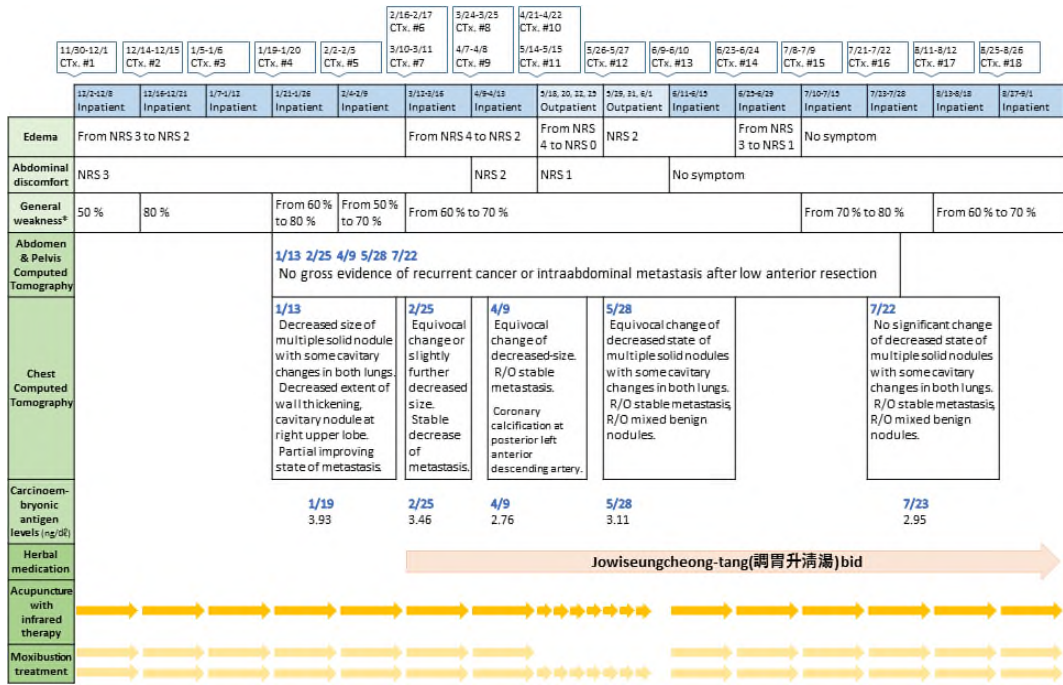 2/16-2/17
CTx. #6
3/10-3/11
CTx. #7
3/24-3/25
CTx. #8
4/7-4/8
CTx. #9
4/21-4/22
CTx. #10
5/14-5/15
CTx. #11
11/30-12/1
CTx. #1
12/14-12/15
CTx. #2
1/5-1/6
CTx. #3
1/19-1/20
CTx. #4
2/2-2/5
CTx. #5
5/26-5/27
CTx. #12
6/9-6/10
CTx. #13
6/23-6/24
CTx. #14
7/8-7/9
CTx. #15
7/21-7/22
CTx. #16
8/11-8/12
CTx. #17
8/25-8/26
CTx. #18
12/2-12/8
Inpatient
12/16-12/21
Inpatient
1/7-1/12
Inpatient
1/21-1/26
Inpatient
2/4-2/9
Inpatient
3/12-3/16
Inpatient
4/9-4/13
Inpatient
5/18, 20, 22, 25
Outpatient
5/29, 31, 6/1
Outpatient
6/11-6/15
Inpatient
6/25-6/29
Inpatient
7/10-7/15
Inpatient
7/23-7/28
Inpatient
8/13-8/18
Inpatient
8/27-9/1
Inpatient
Edema
From NRS 3 to NRS 2
From NRS 4 to NRS 2
From NRS
4 to NRS 0
NRS 2
From NRS
3 to NRS 1
No symptom
Abdominal
discomfort
NRS 3
NRS 2
NRS 1
No symptom
General
weakness*
50 %
80 %
From 60 %
to 80 %
From 50 %
to 70 %
From 60 % to 70 %
From 70 % to 80 %
From 60 % to 70 %
Abdomen
& Pelvis
Computed
Tomography
1/13 2/25 4/9 5/28 7/22
No gross evidence of recurrent cancer or intraabdominal metastasis after low anterior resection
Chest
Computed
Tomography
1/13
Decreased size of
multiple solid nodule
with some cavitary
changes in both lungs.
Decreased extent of
wall thickening,
cavitary nodule at
right upper lobe.
Partial improving
state of metastasis.
2/25
Equivocal
change or
slightly
further
decreased
size.
Stable
decrease
of
metastasis.
4/9
Equivocal
change of
decreased-size.
R/O stable
metastasis.
Coronary
calcification at
posterior left
anterior
descending artery.
5/28
Equivocal change of
decreased state of
multiple solid nodules
with some cavitary
changes in both lungs.
R/O stable metastasis,
R/O mixed benign
nodules.
7/22
No significant change
of decreased state of
multiple solid nodules
with some cavitary
changes in both lungs.
R/O stable metastasis,
R/O mixed benign
nodules.
Carcinoem-
bryonic
antigen
levels (ng/㎗)
1/19
3.93
2/25
3.46
4/9
2.76
5/28
3.11
7/23
2.95
Herbal
medication
Jowiseungcheong-tang(調胃升淸湯)bid
Acupuncture
with
infrared
therapy
Moxibustion
treatment